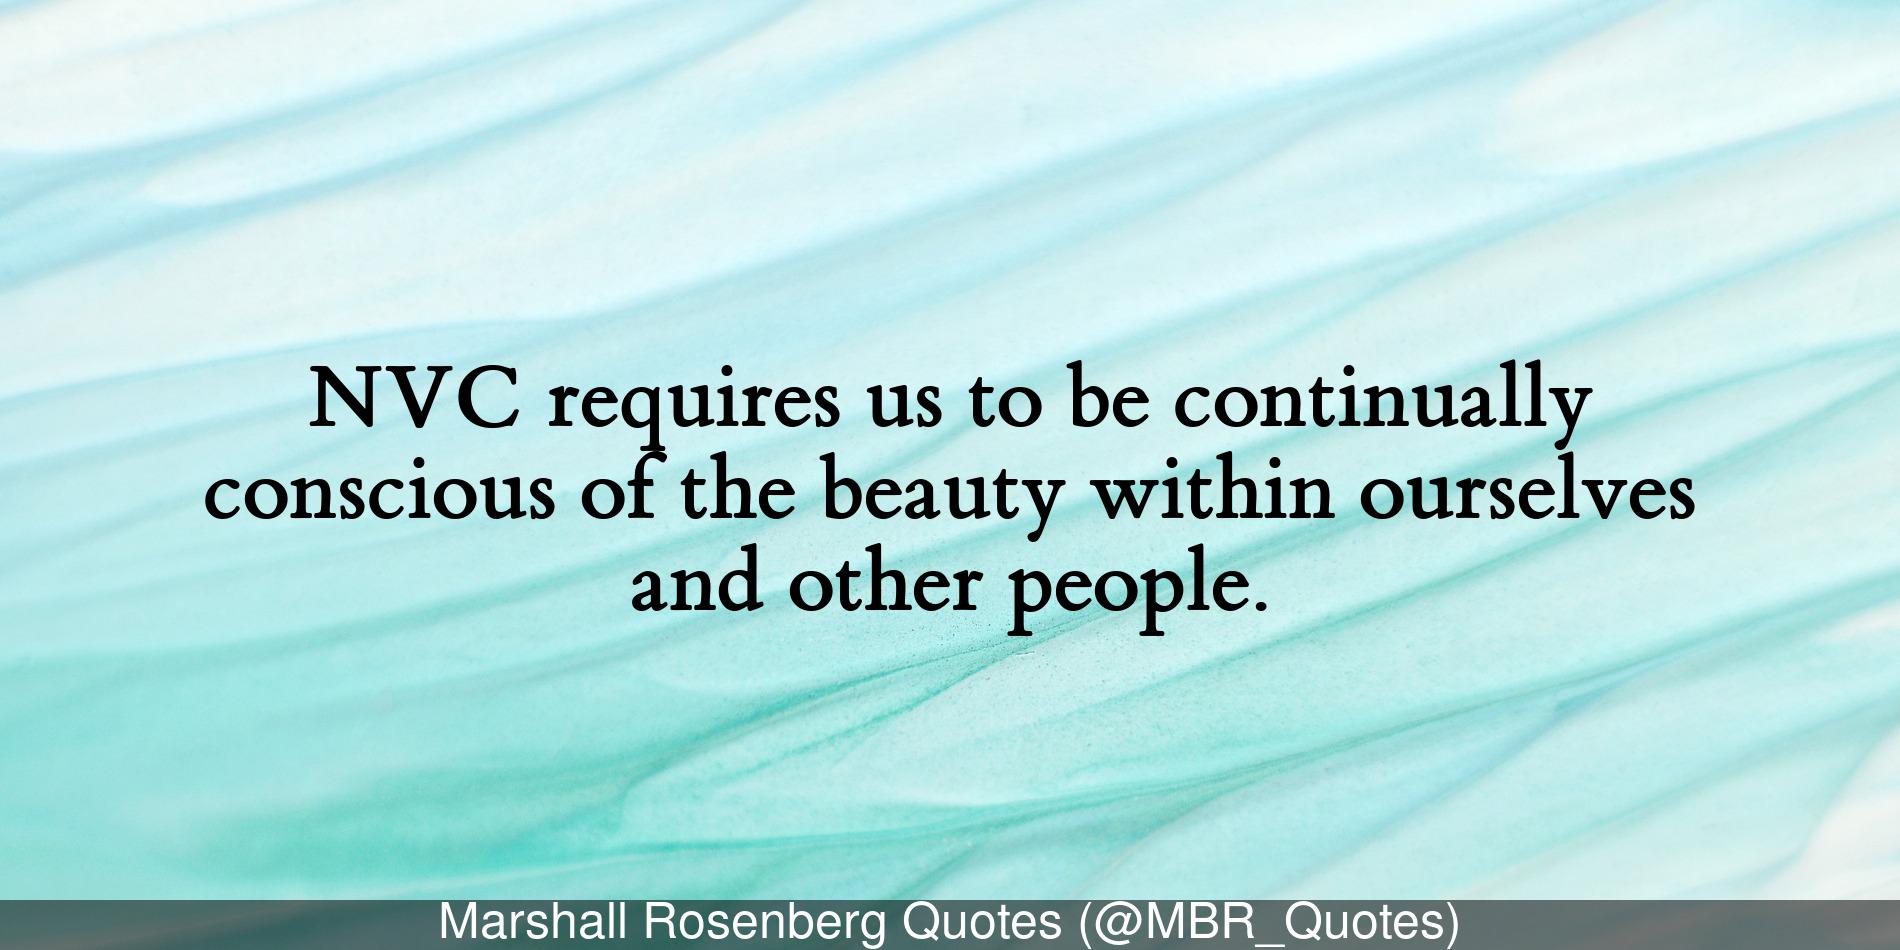 NVC requires us to be continually
conscious of the beauty within ourselves
and other people.
Marshall Rosenberg Quotes (@MBR_Quotes)